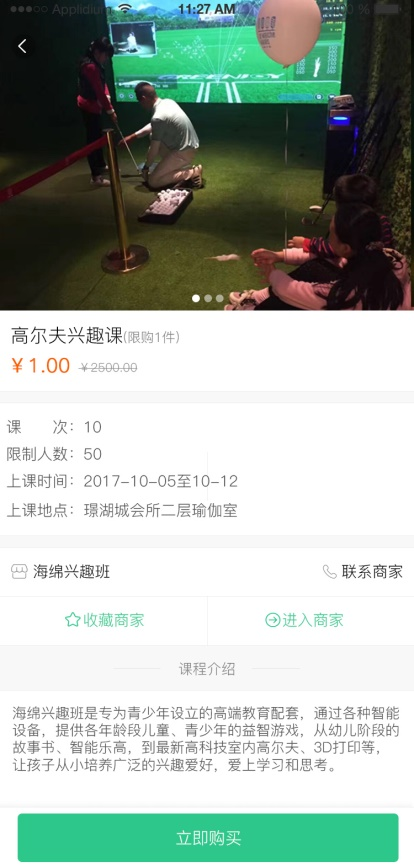 Applidium 11:27 AM %
GREENJOY
高尔夫兴趣课(限购1件)
￥1.00 ￥2500.00
课 次：10
限制人数：50
上课时间：2017-10-05至10-12
上课地点：璟湖城会所二层瑜伽室
海绵兴趣班 联系商家
收藏商家 进入商家
课程介绍
海绵兴趣班是专为青少年设立的高端教育配套，通过各种智能
设备，提供各年龄段儿童、青少年的益智游戏，从幼儿阶段的
故事书、智能乐高，到最新高科技室内高尔夫、3D打印等，
让孩子从小培养广泛的兴趣爱好，爱上学习和思考。
立即购买